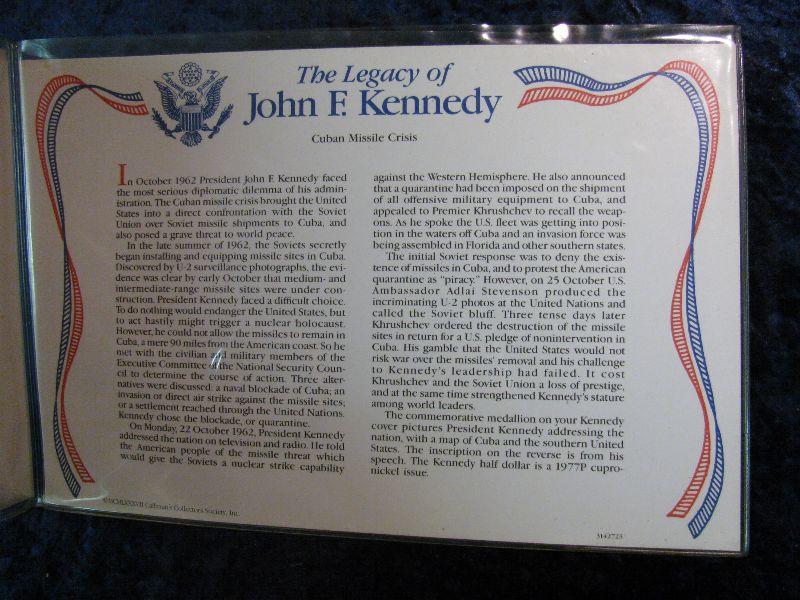 The Legacy of
John F. Kennedy
Cuban Missile Crisis
In October 1962 President John F. Kennedy faced
the most serious diplomatic dilemma of his admin-
istration. The Cuban missile crisis brought the United
States into a direct confrontation with the Soviet
Union over Soviet missile shipments to Cuba, and
also posed a grave threat to world peace.
In the late summer of 1962, the Soviets secretly
began installing and equipping missile sites in Cuba.
Discovered by U-2 surveillance photographs, the evi-
dence was clear by early October that medium- and
intermediate-range missile sites were under con-
struction. President Kennedy faced a difficult choice.
To do nothing would endanger the United States, but
to act hastily might trigger a nuclear holocaust.
However, he could not allow the missiles to remain in
Cuba, a mere 90 miles from the American coast. So he
met with the civilian and military members of the
Executive Committee of the National Security Coun-
cil to determine the course of action. Three alter-
natives were discussed: a naval blockade of Cuba; an
invasion or direct air strike against the missile sites;
or a settlement reached through the United Nations.
Kennedy chose the blockade, or quarantine.
On Monday, 22 October 1962, President Kennedy
addressed the nation on television and radio. He told
the American people of the missile threat which
would give the Soviets a nuclear strike capability
against the Western Hemisphere. He also announced
that a quarantine had been imposed on the shipment
of all offensive military equipment to Cuba, and
appealed to Premier Khrushchev to recall the weap-
ons. As he spoke the U.S. fleet was getting into posi-
tion in the waters off Cuba and an invasion force was
being assembled in Florida and other southern states.
The initial Soviet response was to deny the exis-
tence of missiles in Cuba, and to protest the American
quarantine as "piracy." However, on 25 October U.S.
Ambassador Adlai Stevenson produced the
incriminating U-2 photos at the United Nations and
called the Soviet bluff. Three tense days later
Khrushchev ordered the destruction of the missile
sites in return for a U.S. pledge of nonintervention in
Cuba. His gamble that the United States would not
risk war over the missiles' removal and his challenge
to Kennedy's leadership had failed. It cost
Khrushchev and the Soviet Union a loss of prestige,
and at the same time strengthened Kennedy's stature
among world leaders.
The commemorative medallion on your Kennedy
cover pictures President Kennedy addressing the
nation, with a map of Cuba and the southern United
States. The inscription on the reverse is from his
speech. The Kennedy half dollar is a 1977P cupro-
nickel issue.
©MCMLXXXVII Calhoun's Collectors Society, Inc.
3142723